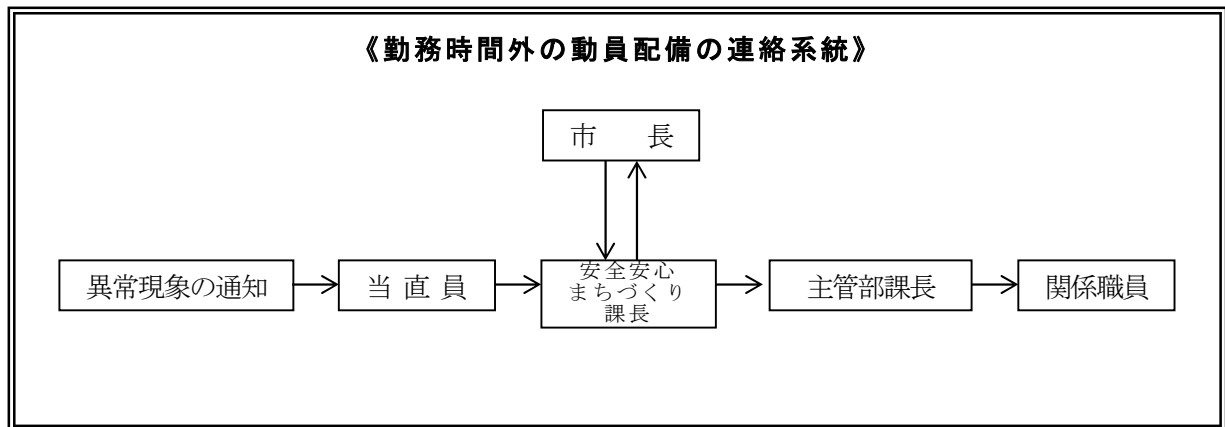 《勤務時間外の動員配備の連絡系統》
市　　長
異常現象の通知
当 直 員
安全安心
まちづくり
課長
主管部課長
関係職員